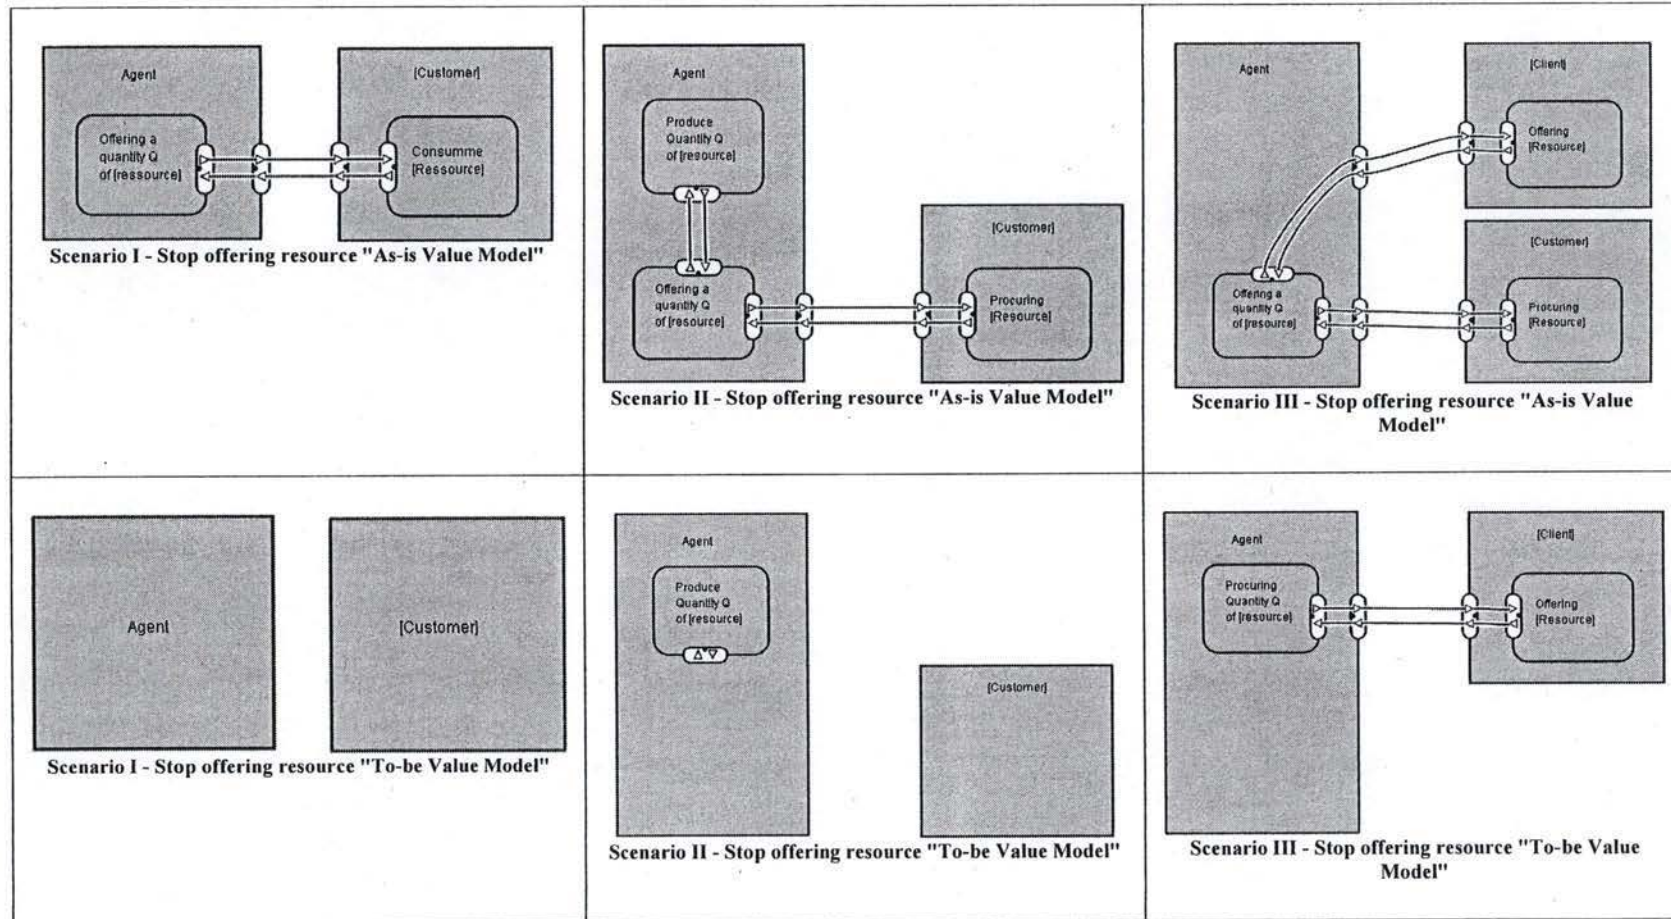 Agent
[Customer]
Offering a
quantity Q
of [ressource]
Consumme
[Ressource]
Scenario I - Stop offering resource "As-is Value Model"
Agent
Produce
Quantity Q
of [resource]
[Customer]
Offering a
quantity Q
of [resource]
Procuring
[Resource]
Scenario II - Stop offering resource "As-is Value Model"
Agent
[Client]
Offering
[Resource]
[Customer]
Offering a
quantity Q
of [resource]
Procuring
[Resource]
Scenario III - Stop offering resource "As-is Value
Model"
Agent
[Customer]
Scenario I - Stop offering resource "To-be Value Model"
Agent
Produce
Quantity Q
of [resource]
[Customer]
Scenario II - Stop offering resource "To-be Value Model"
Agent
[Client]
Procuring
Quantity Q
of [resource]
Offering
[Resource]
Scenario III - Stop offering resource "To-be Value
Model"